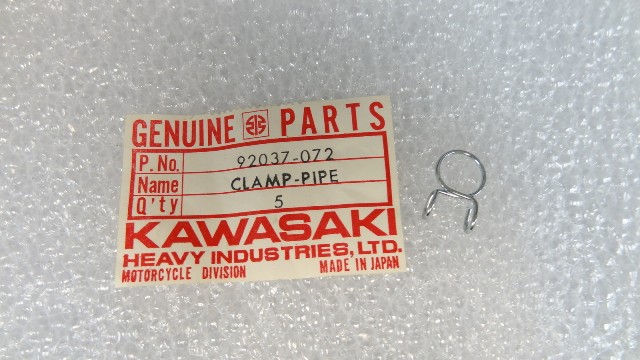 GENUINE PARTS
P. No. 92037-072
Name CLAMP-PIPE
Q'ty 5
KAWASAKI
HEAVY INDUSTRIES, LTD.
MOTORCYCLE DIVISION MADE IN JAPAN